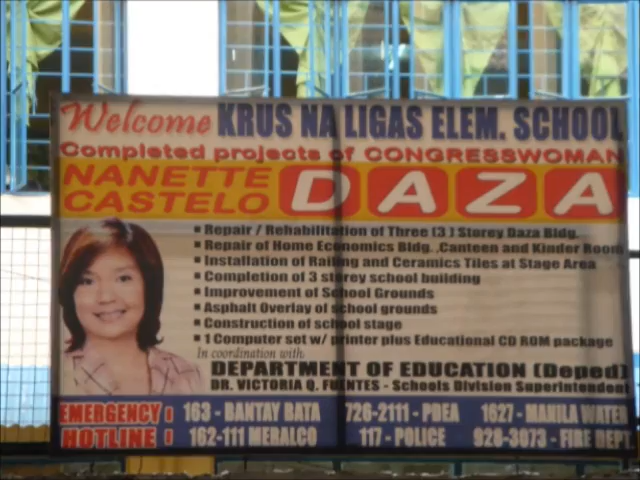 Welcome KRUS NA LIGAS ELEM. SCHOOL
Completed projects of CONGRESSWOMAN
NANETTE CASTELO DAZA
▪ Repair / Rehabilitation of Three (3) Storey Daza Bldg.
▪ Repair of Home Economics Bldg. ,Canteen and Kinder Room
▪ Installation of Railing and Ceramics Tiles at Stage Area
▪ Completion of 3 storey school building
▪ Improvement of School Grounds
▪ Asphalt Overlay of school grounds
▪ Construction of school stage
▪ 1 Computer set w/ printer plus Educational CD ROM package
In coordination with
DEPARTMENT OF EDUCATION (Deped)
DR. VICTORIA Q. FUENTES - Schools Division Superintendent
EMERGENCY : 163 - BANTAY BATA 726-2111 - PDEA 1627 - MANILA WATER
HOTLINE : 162-111 MERALCO 117 - POLICE 928-3073 - FIRE DEPT.